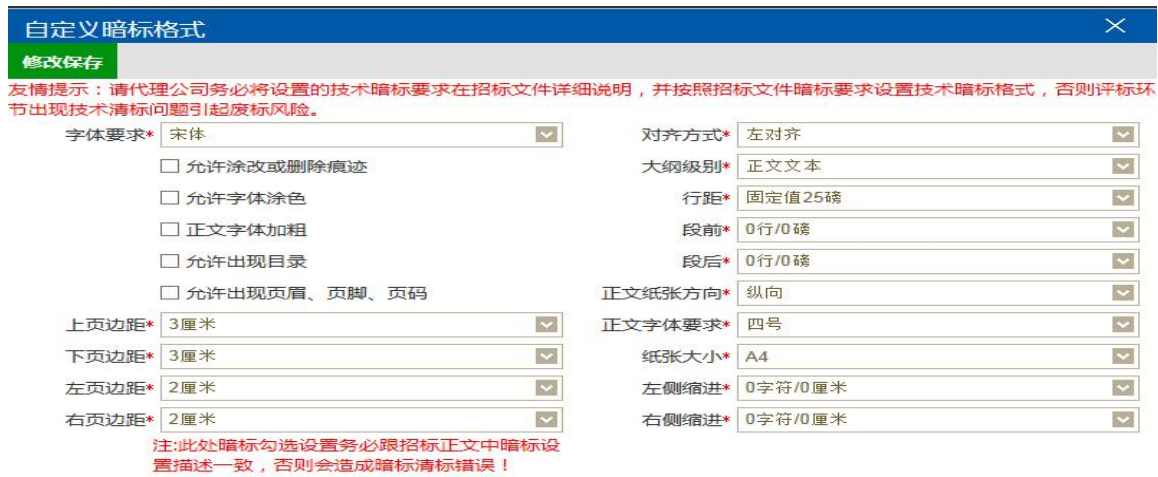 自定义暗标格式
修改保存
友情提示：请代理公司务必将设置的技术暗标要求在招标文件详细说明，并按照招标文件暗标要求设置技术暗标格式，否则评标环
节出现技术清标问题引起废标风险。
字体要求* 宋体 对齐方式* 左对齐
允许涂改或删除痕迹 大纲级别* 正文文本
允许字体涂色 行距* 固定值25磅
正文字体加粗 段前* 0行/0磅
允许出现目录 段后* 0行/0磅
允许出现页眉、页脚、页码 正文纸张方向* 纵向
上页边距* 3厘米 正文字体要求* 四号
下页边距* 3厘米 纸张大小* A4
左页边距* 2厘米 左侧缩进* 0字符/0厘米
右页边距* 2厘米 右侧缩进* 0字符/0厘米
注:此处暗标勾选设置务必跟招标正文中暗标设
置描述一致，否则会造成暗标清标错误！